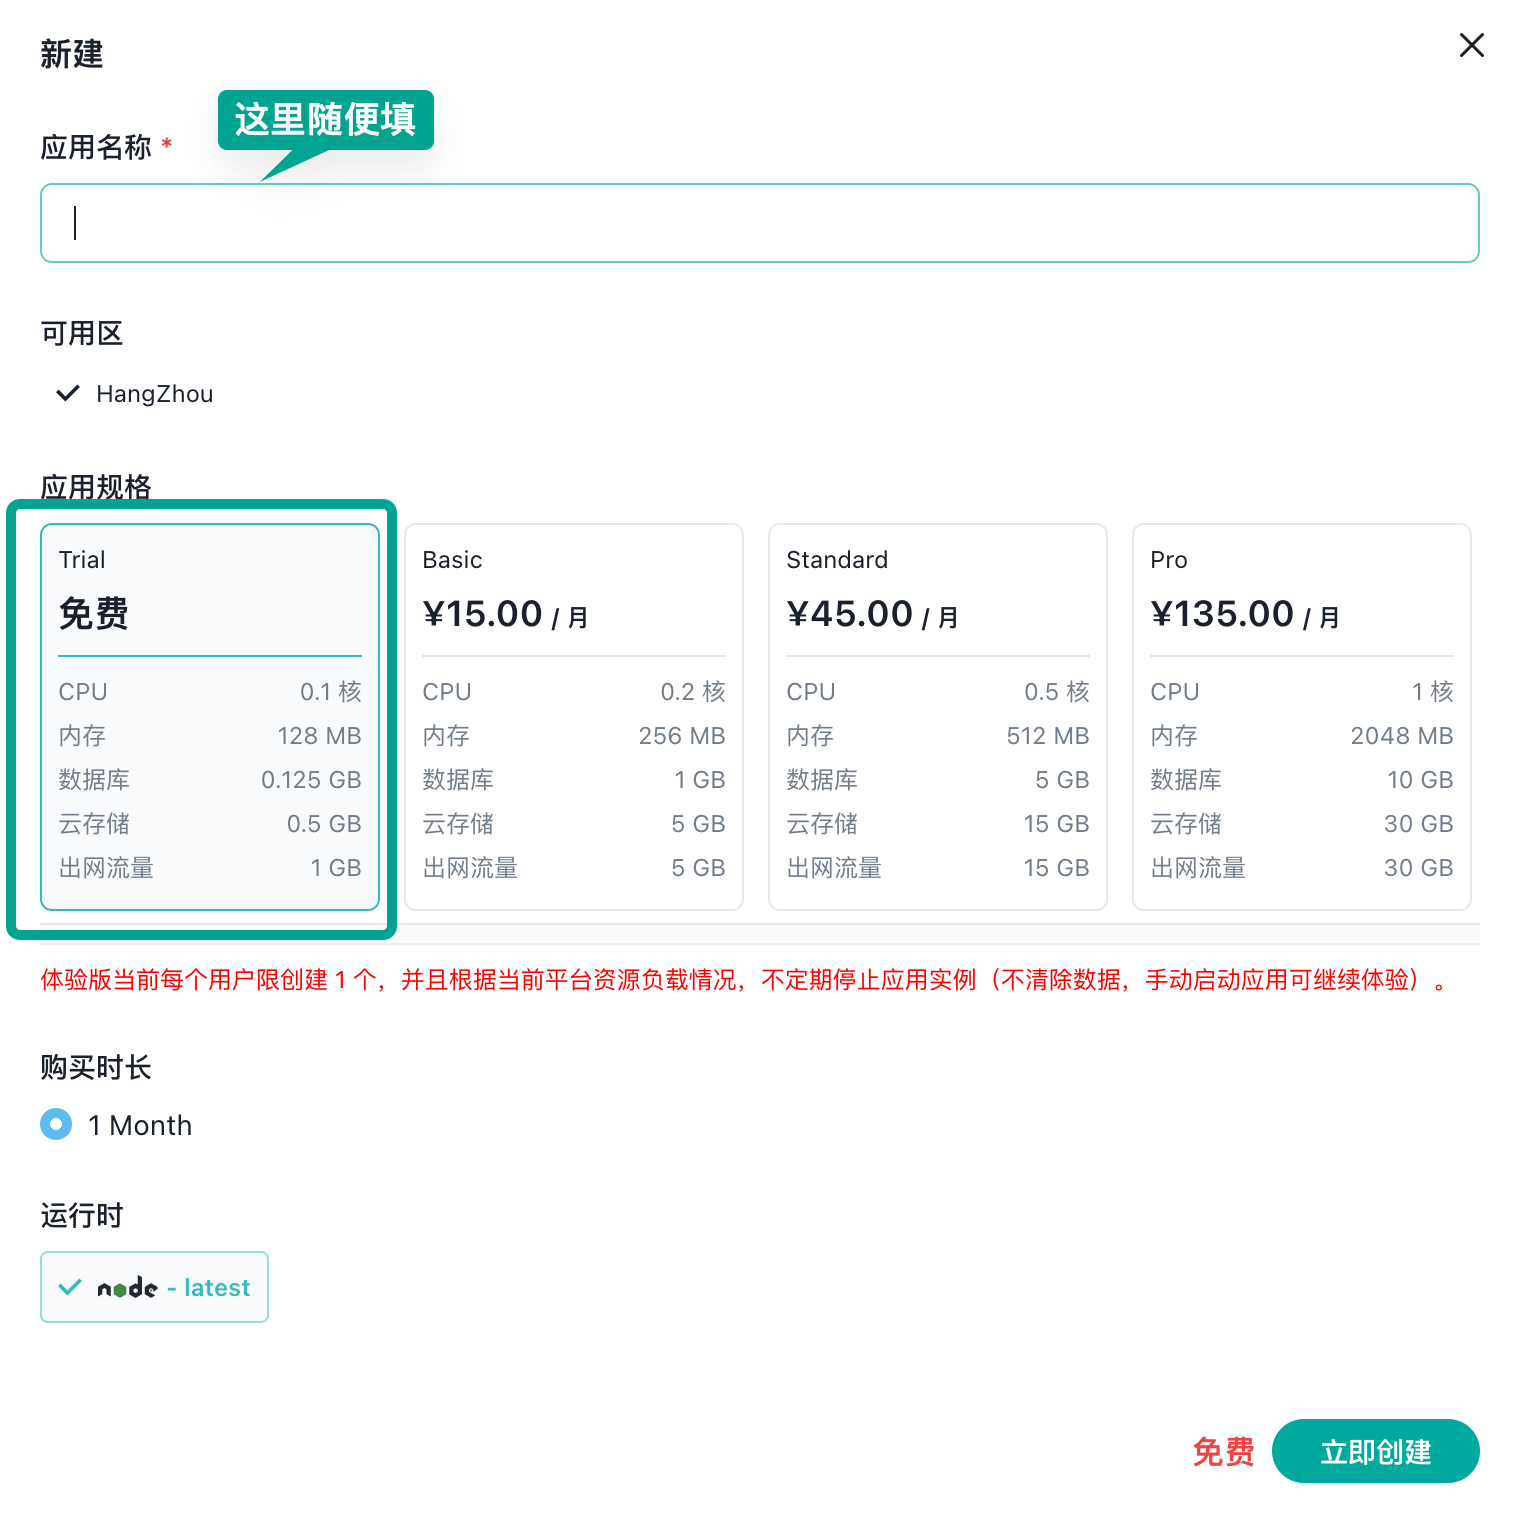 新建
这里随便填
应用名称 *
可用区
HangZhou
应用规格
Trial
免费
CPU 0.1 核
内存 128 MB
数据库 0.125 GB
云存储 0.5 GB
出网流量 1 GB
Basic
¥15.00 / 月
CPU 0.2 核
内存 256 MB
数据库 1 GB
云存储 5 GB
出网流量 5 GB
Standard
¥45.00 / 月
CPU 0.5 核
内存 512 MB
数据库 5 GB
云存储 15 GB
出网流量 15 GB
Pro
¥135.00 / 月
CPU 1 核
内存 2048 MB
数据库 10 GB
云存储 30 GB
出网流量 30 GB
体验版当前每个用户限创建 1 个，并且根据当前平台资源负载情况，不定期停止应用实例（不清除数据，手动启动应用可继续体验）。
购买时长
1 Month
运行时
node - latest
免费 立即创建